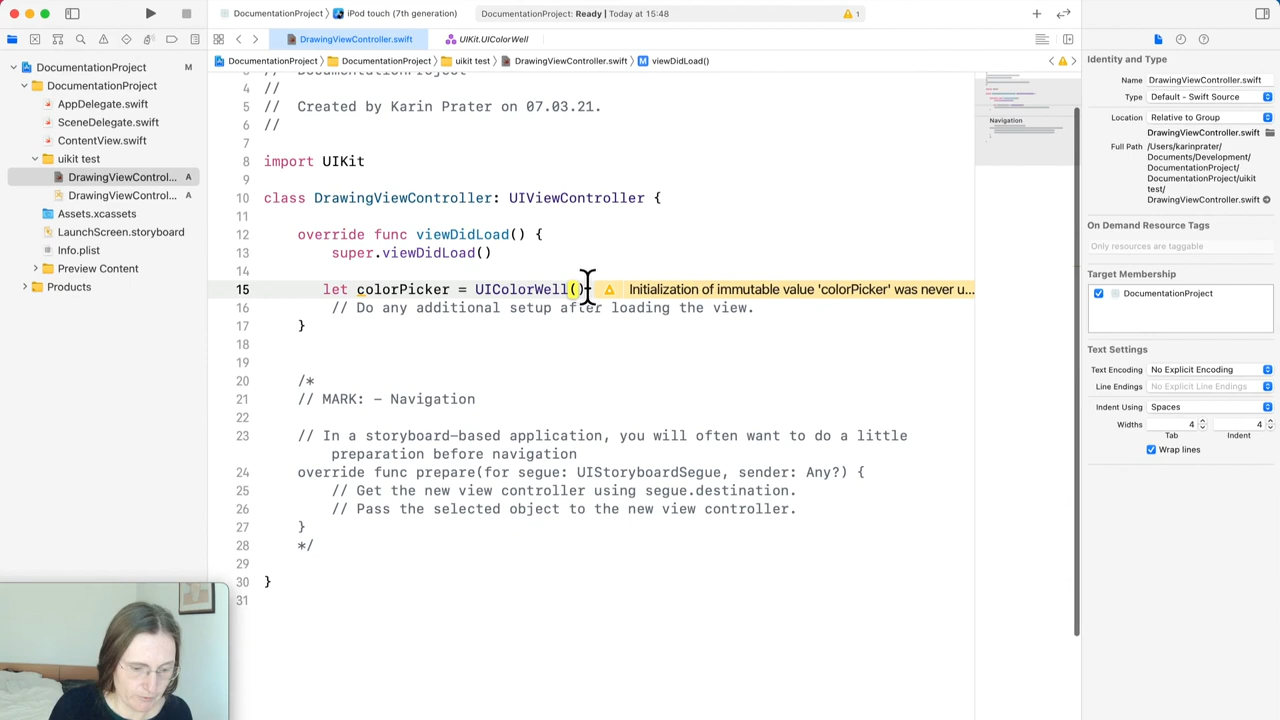 DocumentationProject
iPod touch (7th generation)
DocumentationProject: Ready | Today at 15:48
1
DrawingViewController.swift
UIKit.UIColorWell
DocumentationProject
DocumentationProject
uikit test
DrawingViewController.swift
M viewDidLoad()
DocumentationProject M
DocumentationProject
AppDelegate.swift
SceneDelegate.swift
ContentView.swift
uikit test
DrawingViewControl... A
DrawingViewControl... A
Assets.xcassets
LaunchScreen.storyboard
Info.plist
Preview Content
Products
3 // DocumentationProject
4 //
5 // Created by Karin Prater on 07.03.21.
6 //
7
8 import UIKit
9
10 class DrawingViewController: UIViewController {
11
12 override func viewDidLoad() {
13 super.viewDidLoad()
14
15 let colorPicker = UIColorWell() Initialization of immutable value 'colorPicker' was never u...
16 // Do any additional setup after loading the view.
17 }
18
19
20 /*
21 // MARK: - Navigation
22
23 // In a storyboard-based application, you will often want to do a little
preparation before navigation
24 override func prepare(for segue: UIStoryboardSegue, sender: Any?) {
25 // Get the new view controller using segue.destination.
26 // Pass the selected object to the new view controller.
27 }
28 */
29
30 }
31
Navigation
Identity and Type
Name DrawingViewController.swift
Type Default - Swift Source
Location Relative to Group
DrawingViewController.swift
Full Path /Users/karinprater/
Documents/Development/
DocumentationProject/
DocumentationProject/uikit
test/
DrawingViewController.swift
On Demand Resource Tags
Only resources are taggable
Target Membership
DocumentationProject
Text Settings
Text Encoding No Explicit Encoding
Line Endings No Explicit Line Endings
Indent Using Spaces
Widths 4 4
Tab Indent
Wrap lines